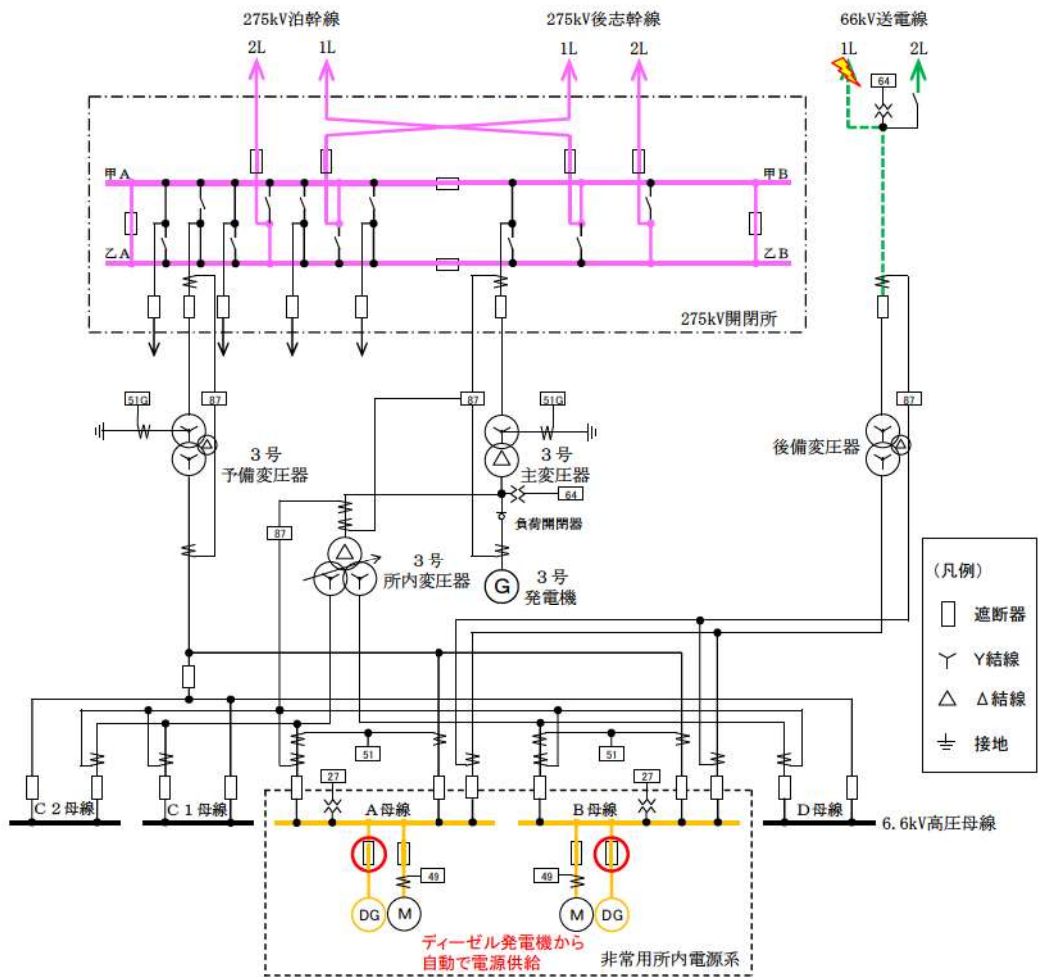 275kV泊幹線 275kV後志幹線 66kV送電線
2L 1L 1L 2L 1L 2L
64
甲A 甲B
乙A 乙B
275kV開閉所
51G 87 87 51G 87
3号
予備変圧器
3号
主変圧器
後備変圧器
64
負荷開閉器
87
3号
所内変圧器
G
3号
発電機
(凡例)
遮断器
Y結線
Δ結線
接地
51 51
27 27
C2母線 C1母線 A母線 B母線 D母線
6.6kV高圧母線
49 49
DG M M DG
ディーゼル発電機から
自動で電源供給
非常用所内電源系